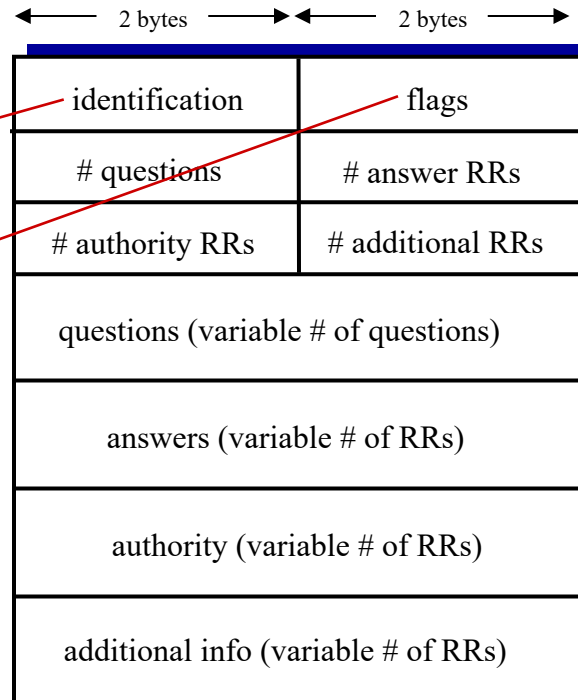 2 bytes 2 bytes
identification flags
# questions # answer RRs
# authority RRs # additional RRs
questions (variable # of questions)
answers (variable # of RRs)
authority (variable # of RRs)
additional info (variable # of RRs)